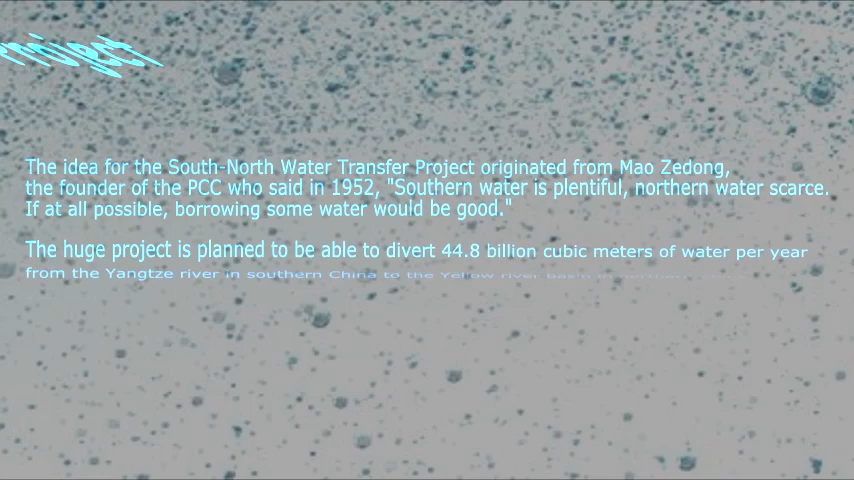 Project
The idea for the South-North Water Transfer Project originated from Mao Zedong,
the founder of the PCC who said in 1952, "Southern water is plentiful, northern water scarce.
If at all possible, borrowing some water would be good."
The huge project is planned to be able to divert 44.8 billion cubic meters of water per year
from the Yangtze river in southern China to the Yellow river basin in northern